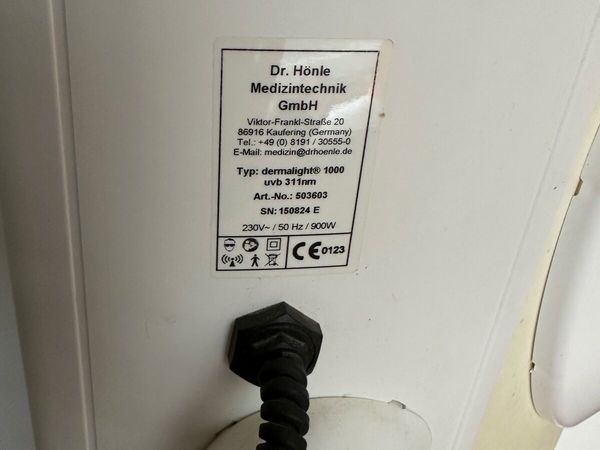 Dr. Hönle
Medizintechnik
GmbH
Viktor-Frankl-Straße 20
86916 Kaufering (Germany)
Tel.: +49 (0) 8191 / 30555-0
E-Mail: medizin@drhoenle.de
Typ: dermalight® 1000
uvb 311nm
Art.-No.: 503603
SN: 150824 E
230V~ / 50 Hz / 900W
CE 0123